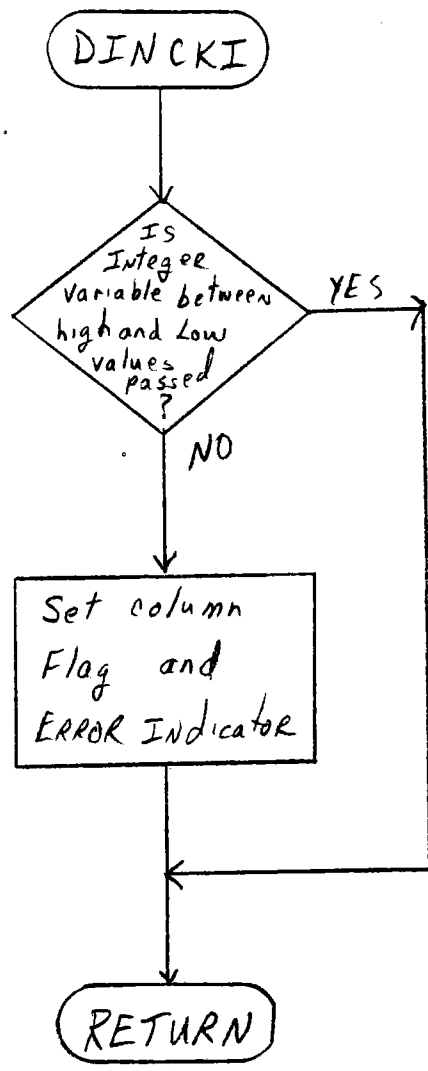 DINCKI
Is
Integer
Variable between
high and Low
values
passed
?
YES
NO
Set column
Flag and
ERROR Indicator
RETURN